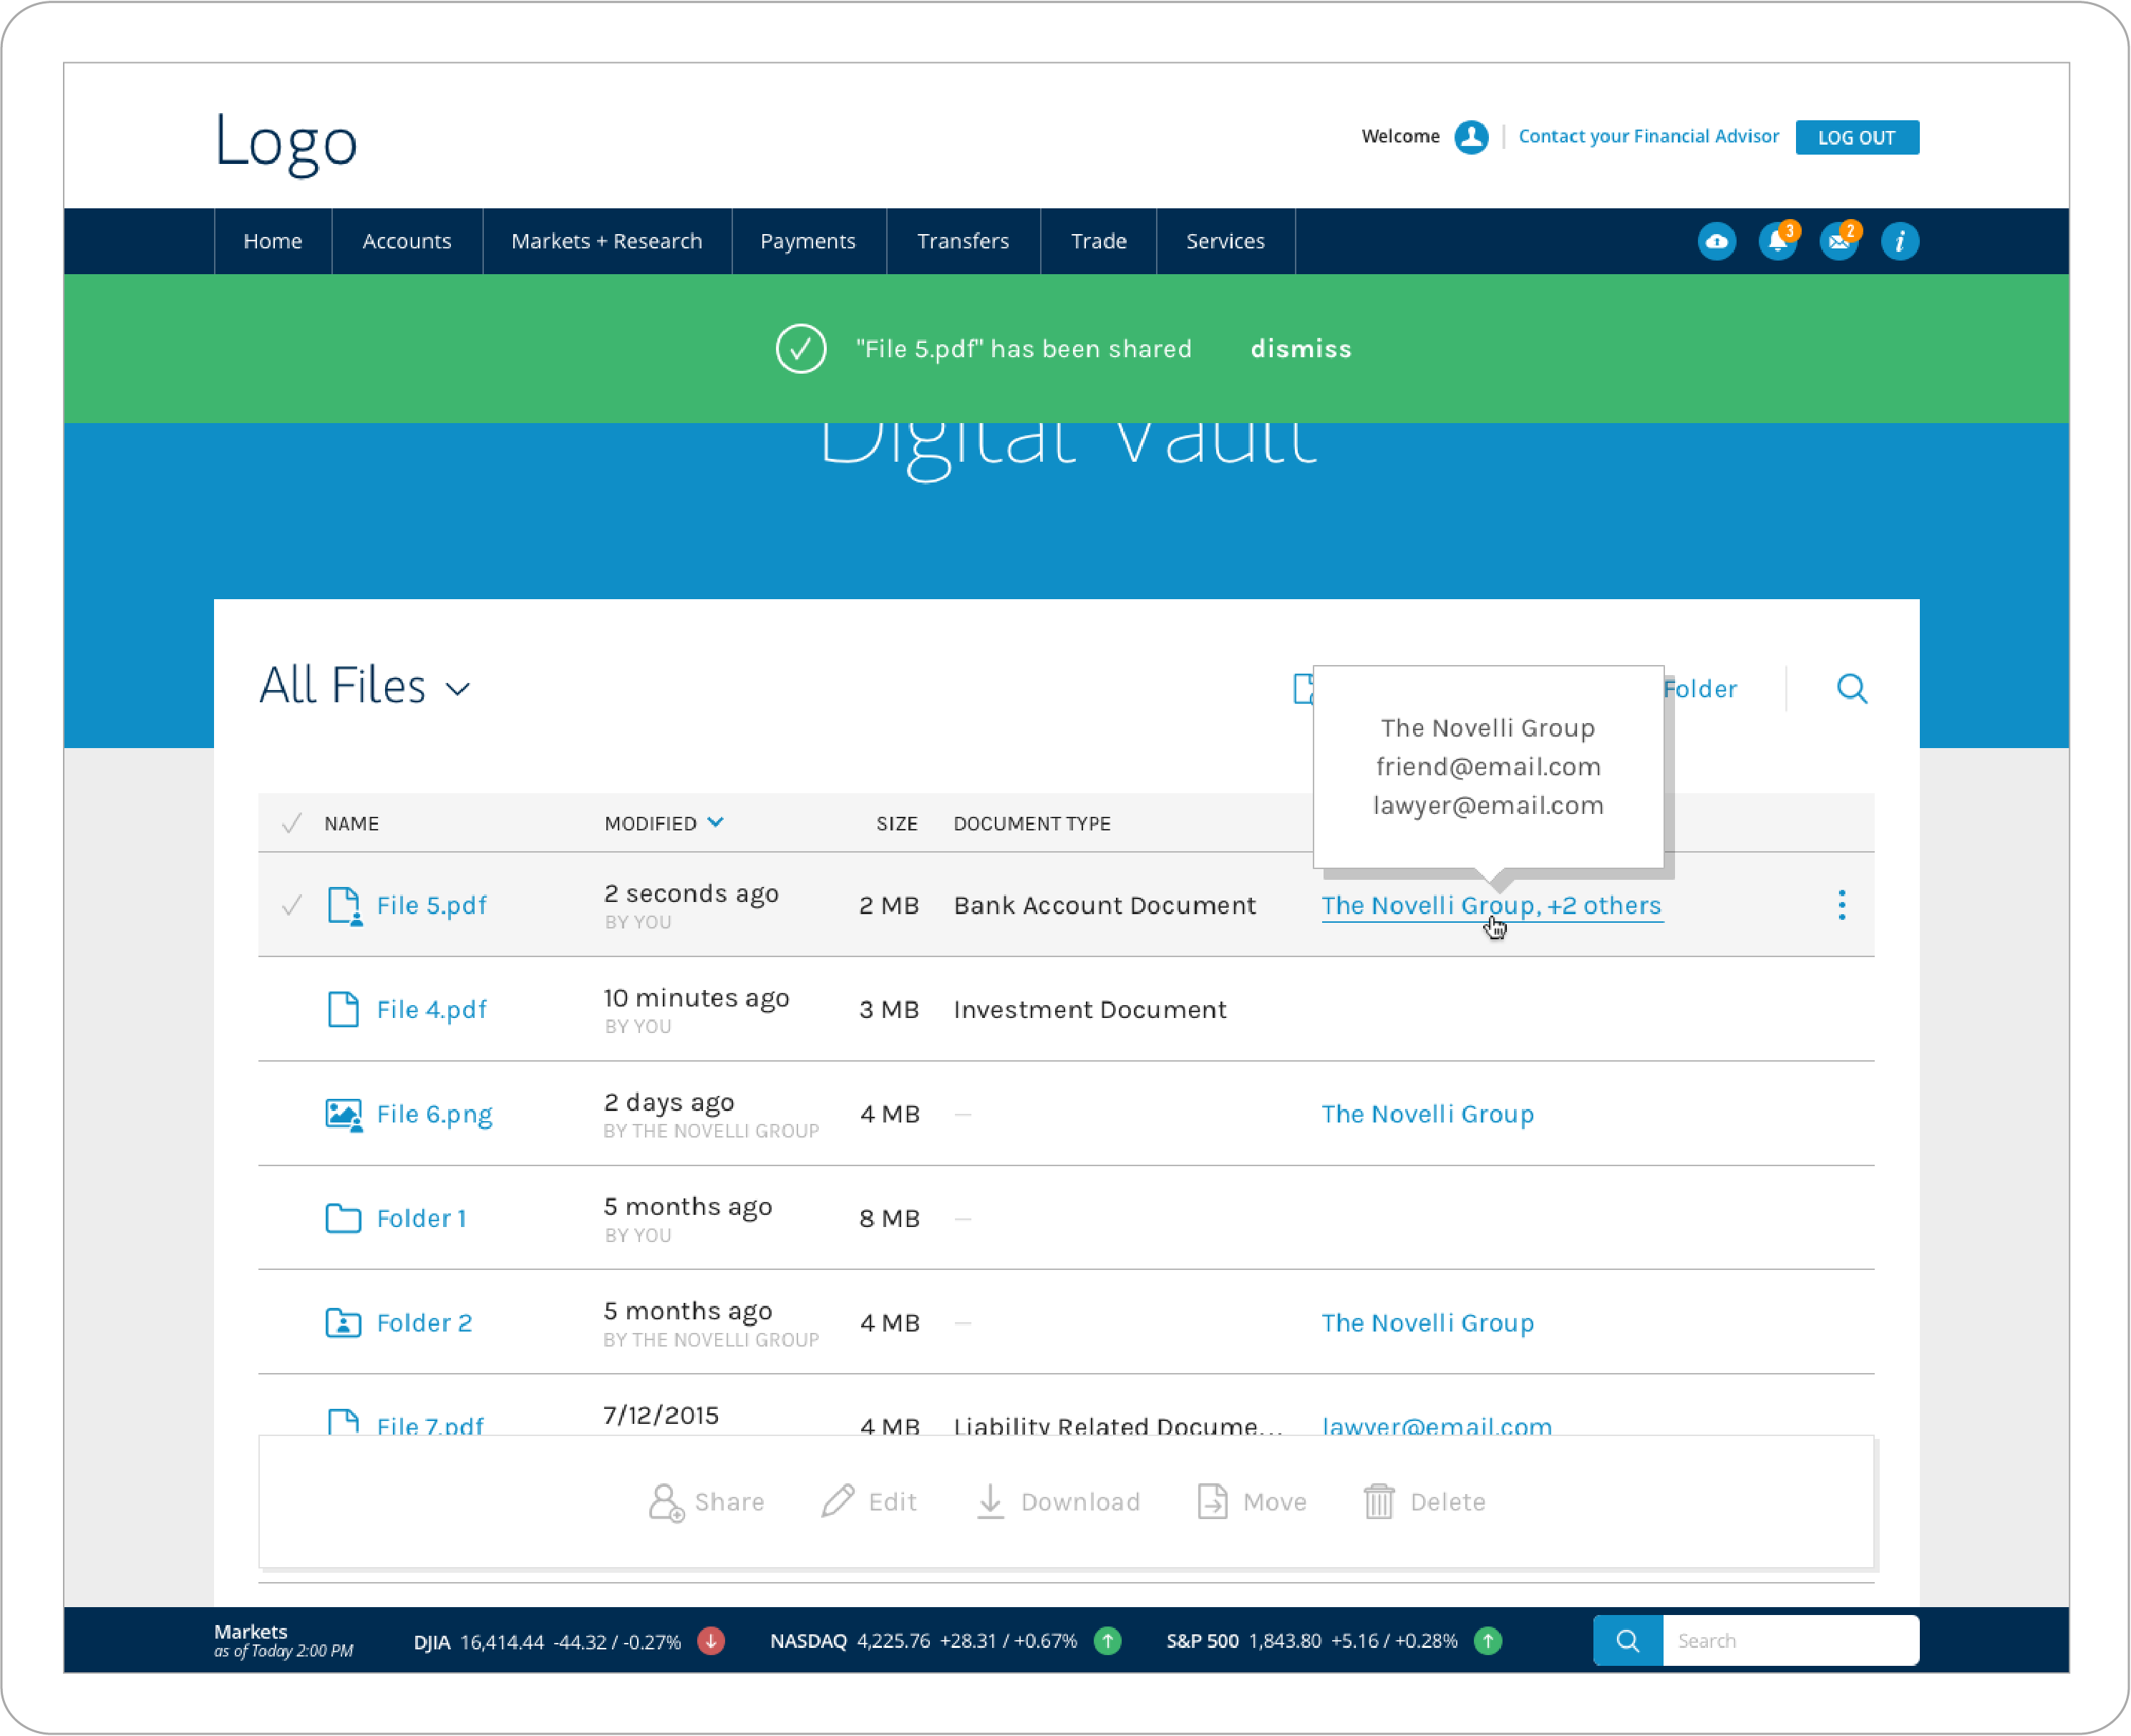 Logo
Welcome
Contact your Financial Advisor
LOG OUT
Home
Accounts
Markets + Research
Payments
Transfers
Trade
Services
3
2
i
"File 5.pdf" has been shared
dismiss
Digital Vault
All Files
Folder
The Novelli Group
friend@email.com
lawyer@email.com
NAME
MODIFIED
SIZE
DOCUMENT TYPE
File 5.pdf
2 seconds ago
BY YOU
2 MB
Bank Account Document
The Novelli Group, +2 others
File 4.pdf
10 minutes ago
BY YOU
3 MB
Investment Document
File 6.png
2 days ago
BY THE NOVELLI GROUP
4 MB
—
The Novelli Group
Folder 1
5 months ago
BY YOU
8 MB
—
Folder 2
5 months ago
BY THE NOVELLI GROUP
4 MB
—
The Novelli Group
File 7.pdf
7/12/2015
4 MB
Liability Related Docume...
lawyer@email.com
Share
Edit
Download
Move
Delete
Markets
as of Today 2:00 PM
DJIA 16,414.44 -44.32 / -0.27%
NASDAQ 4,225.76 +28.31 / +0.67%
S&P 500 1,843.80 +5.16 / +0.28%
Search